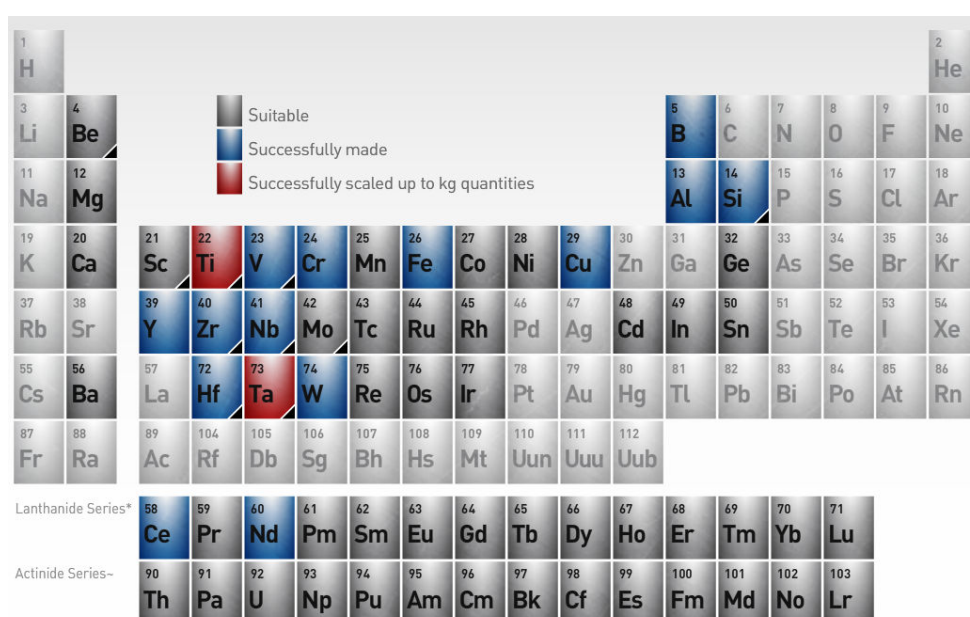 1 2
H He
3 4 5 6 7 8 9 10
Li Be B C N O F Ne
Suitable
Successfully made
Successfully scaled up to kg quantities
11 12 13 14 15 16 17 18
Na Mg Al Si P S Cl Ar
19 20 21 22 23 24 25 26 27 28 29 30 31 32 33 34 35 36
K Ca Sc Ti V Cr Mn Fe Co Ni Cu Zn Ga Ge As Se Br Kr
37 38 39 40 41 42 43 44 45 46 47 48 49 50 51 52 53 54
Rb Sr Y Zr Nb Mo Tc Ru Rh Pd Ag Cd In Sn Sb Te I Xe
55 56 57 72 73 74 75 76 77 78 79 80 81 82 83 84 85 86
Cs Ba La Hf Ta W Re Os Ir Pt Au Hg Tl Pb Bi Po At Rn
87 88 89 104 105 106 107 108 109 110 111 112
Fr Ra Ac Rf Db Sg Bh Hs Mt Uun Uuu Uub
Lanthanide Series* 58 59 60 61 62 63 64 65 66 67 68 69 70 71
Ce Pr Nd Pm Sm Eu Gd Tb Dy Ho Er Tm Yb Lu
Actinide Series~ 90 91 92 93 94 95 96 97 98 99 100 101 102 103
Th Pa U Np Pu Am Cm Bk Cf Es Fm Md No Lr